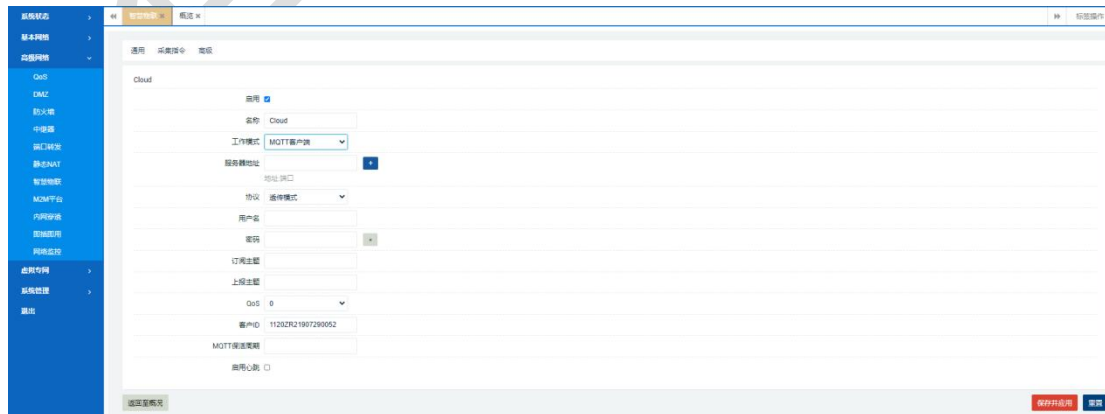 系统状态
基本网络
高级网络
QoS
DMZ
防火墙
中继器
端口转发
静态NAT
智慧物联
M2M平台
内网穿透
即插即用
网络监控
虚拟专网
系统管理
退出
智慧物联 概览 标签操作
通用 采集指令 高级
Cloud
启用
名称 Cloud
工作模式 MQTT客户端
服务器地址 +
地址:端口
协议 透传模式
用户名
密码 +
订阅主题
上报主题
QoS 0
客户ID 1120ZR21907290052
MQTT保活周期
启用心跳
返回至概况 保存并应用 重置